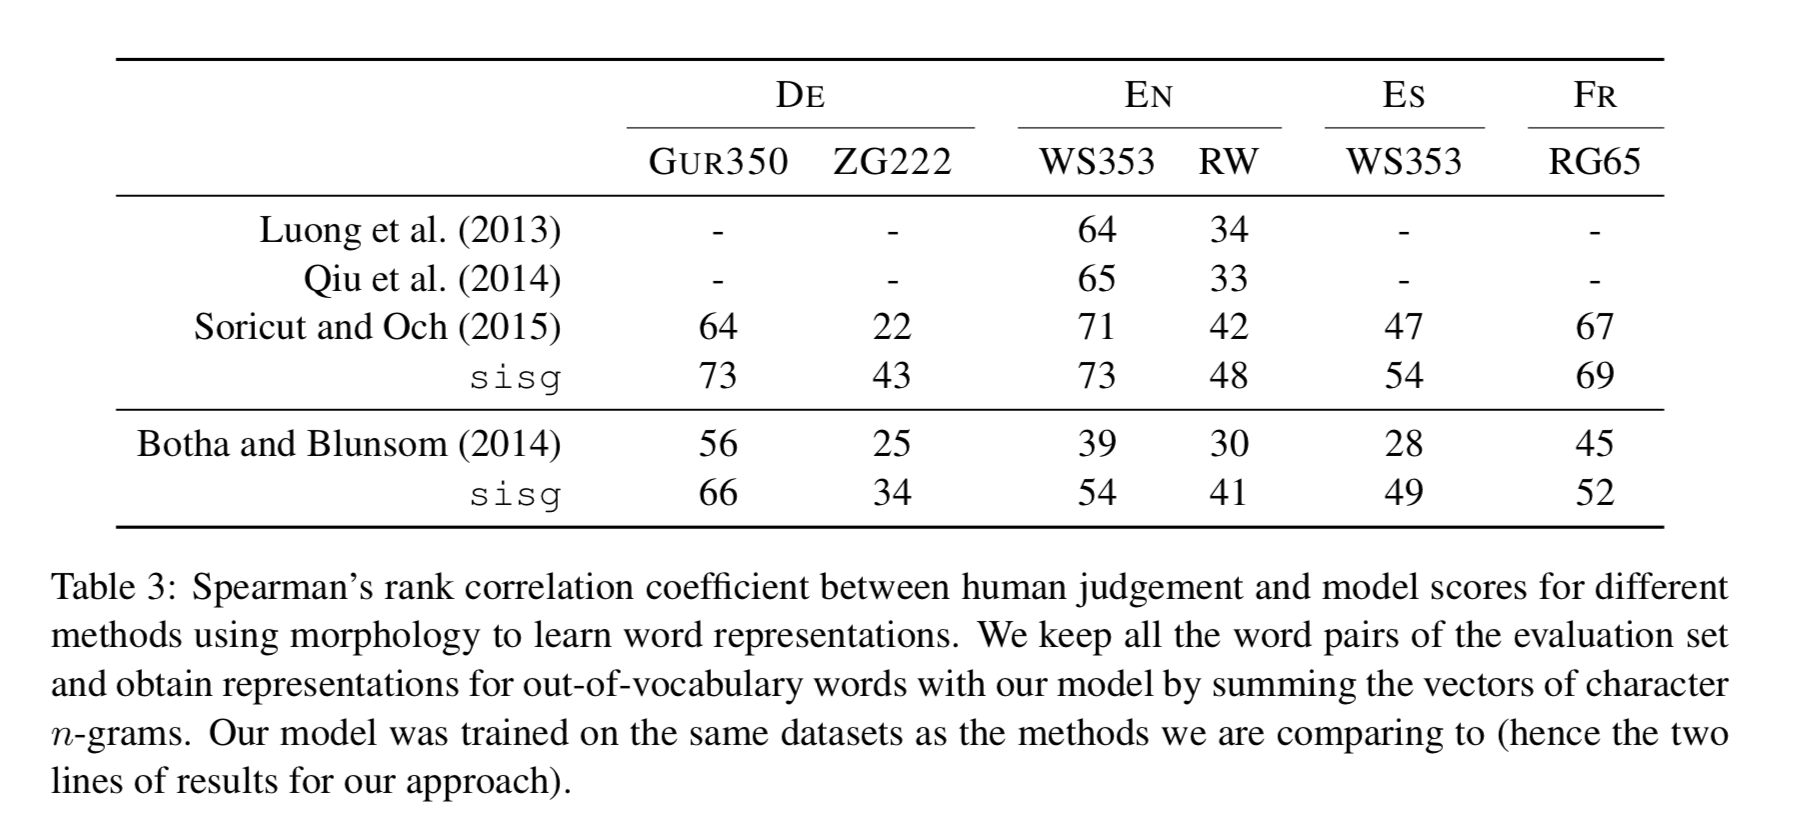 DE EN ES FR
GUR350 ZG222 WS353 RW WS353 RG65
Luong et al. (2013) - - 64 34 - -
Qiu et al. (2014) - - 65 33 - -
Soricut and Och (2015) 64 22 71 42 47 67
sisg 73 43 73 48 54 69
Botha and Blunsom (2014) 56 25 39 30 28 45
sisg 66 34 54 41 49 52
Table 3: Spearman’s rank correlation coefficient between human judgement and model scores for different
methods using morphology to learn word representations. We keep all the word pairs of the evaluation set
and obtain representations for out-of-vocabulary words with our model by summing the vectors of character
n-grams. Our model was trained on the same datasets as the methods we are comparing to (hence the two
lines of results for our approach).